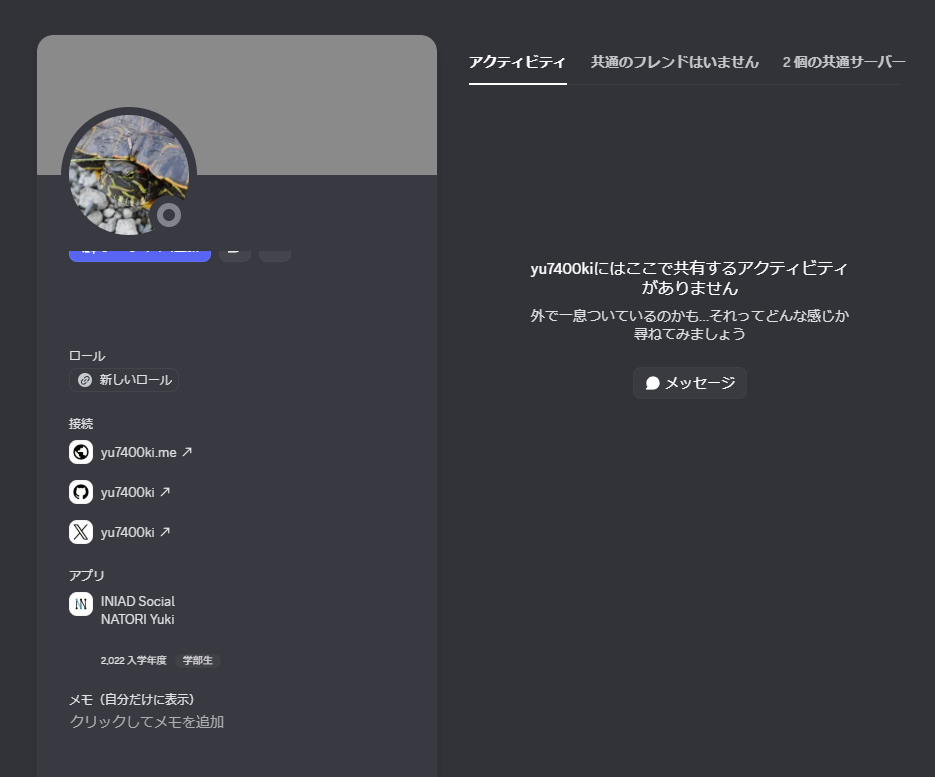 アクティビティ 共通のフレンドはいません 2 個の共通サーバー
ロール
新しいロール
接続
yu7400ki.me
yu7400ki
yu7400ki
アプリ
INIAD Social
NATORI Yuki
2,022 入学年度 学部生
メモ（自分だけに表示）
クリックしてメモを追加
yu7400kiにはここで共有するアクティビティ
がありません
外で一息ついているのかも...それってどんな感じか
尋ねてみましょう
メッセージ